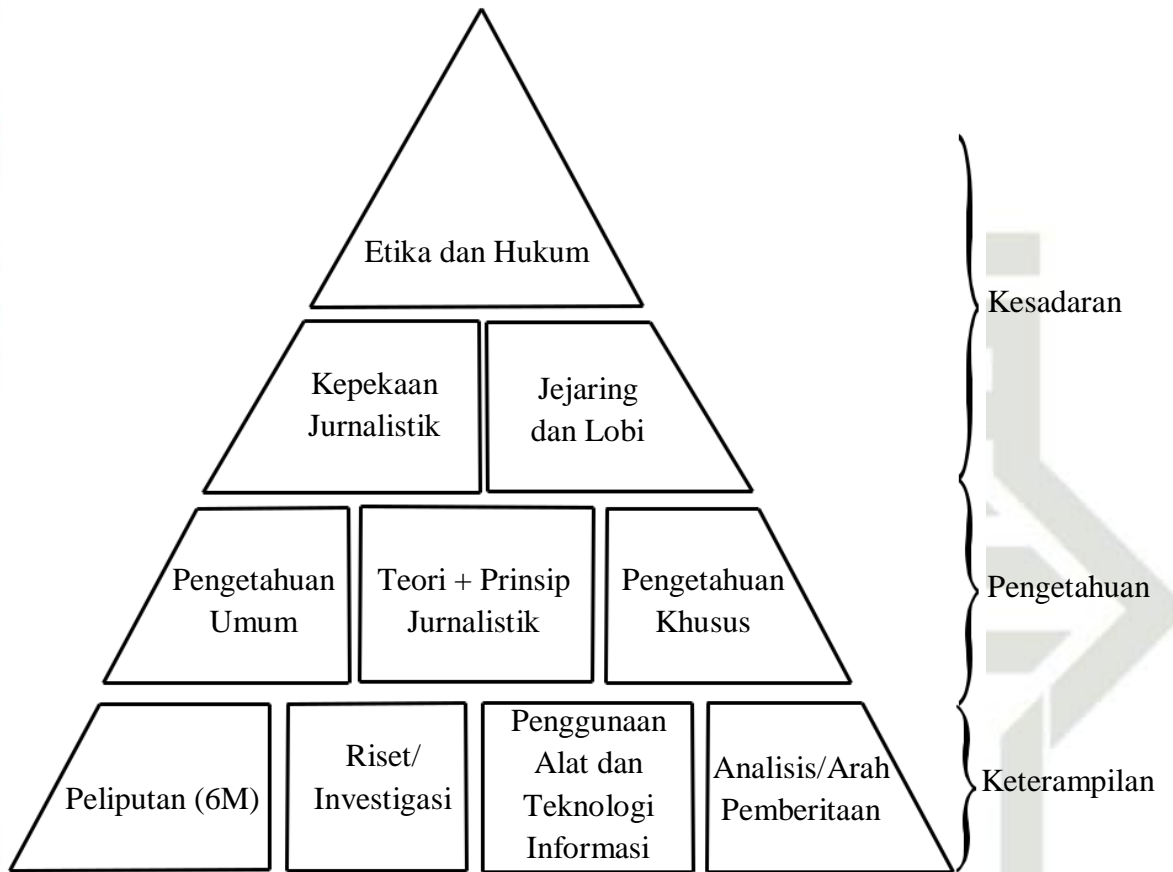 Etika dan Hukum
Kesadaran
Kepekaan
Jurnalistik
Jejaring
dan Lobi
Pengetahuan
Umum
Teori + Prinsip
Jurnalistik
Pengetahuan
Khusus
Pengetahuan
Peliputan (6M)
Riset/
Investigasi
Penggunaan
Alat dan
Teknologi
Informasi
Analisis/Arah
Pemberitaan
Keterampilan